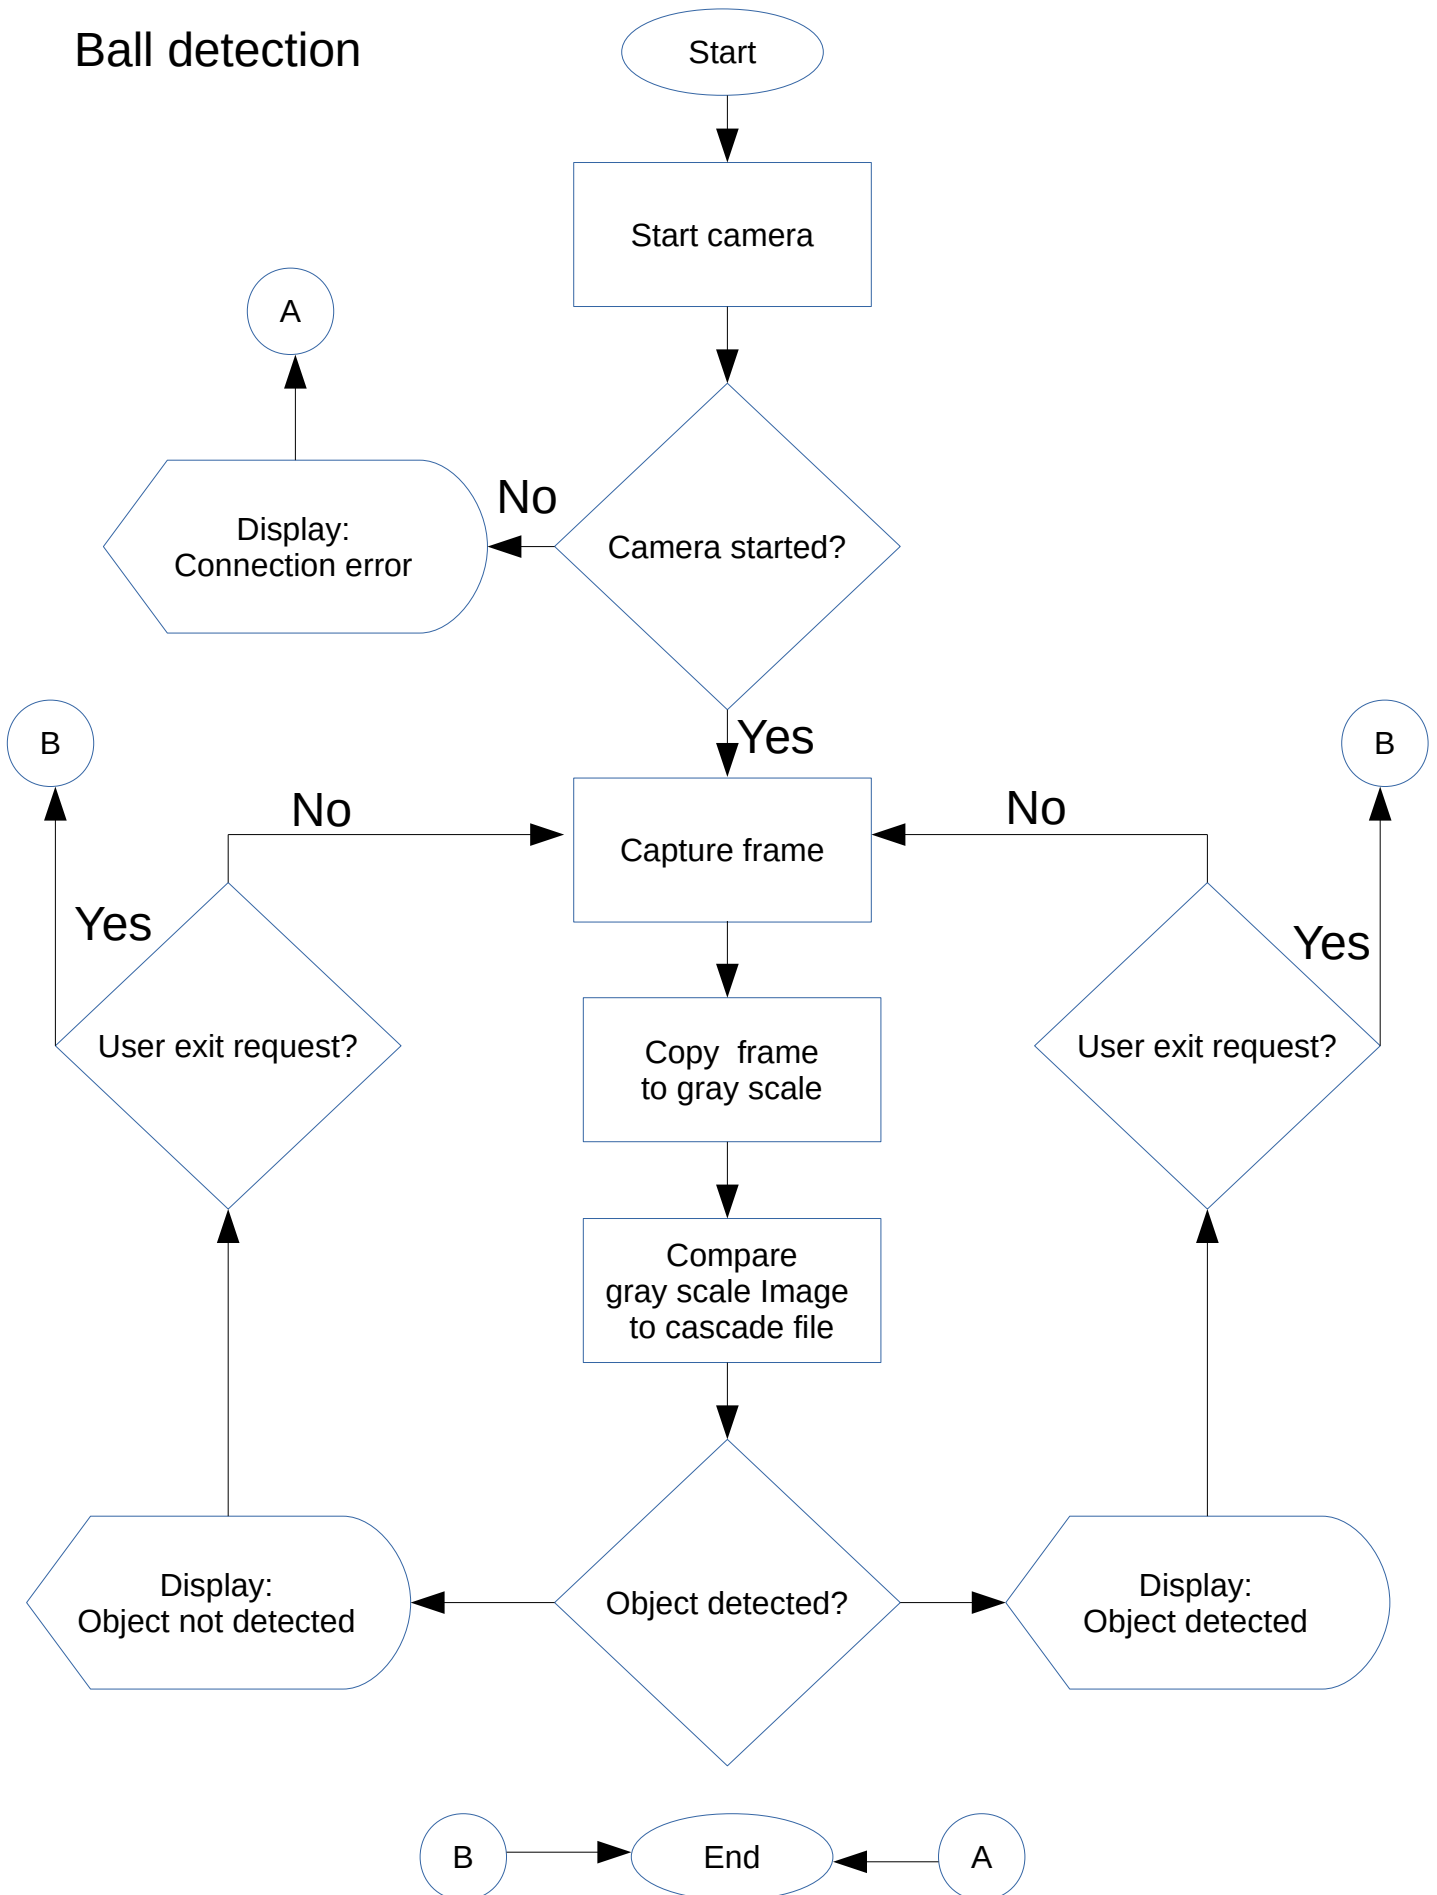 Ball detection
Start
Start camera
A
No
Display:
Connection error
Camera started?
Yes
B
B
No
No
Capture frame
Yes
Yes
User exit request?
User exit request?
Copy  frame
to gray scale
Compare
gray scale Image
to cascade file
Display:
Object not detected
Object detected?
Display:
Object detected
B
End
A